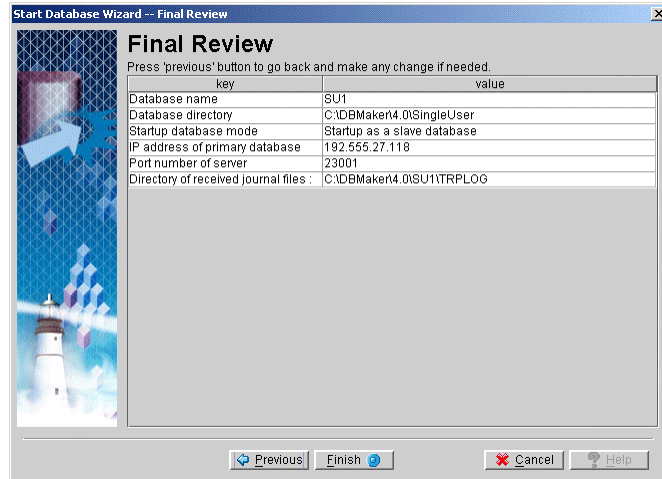 Start Database Wizard -- Final Review
Final Review
Press 'previous' button to go back and make any change if needed.
key value
Database name SU1
Database directory C:\DBMaker\4.0\SingleUser
Startup database mode Startup as a slave database
IP address of primary database 192.555.27.118
Port number of server 23001
Directory of received journal files : C:\DBMaker\4.0\SU1\TRPLOG
Previous Finish Cancel Help